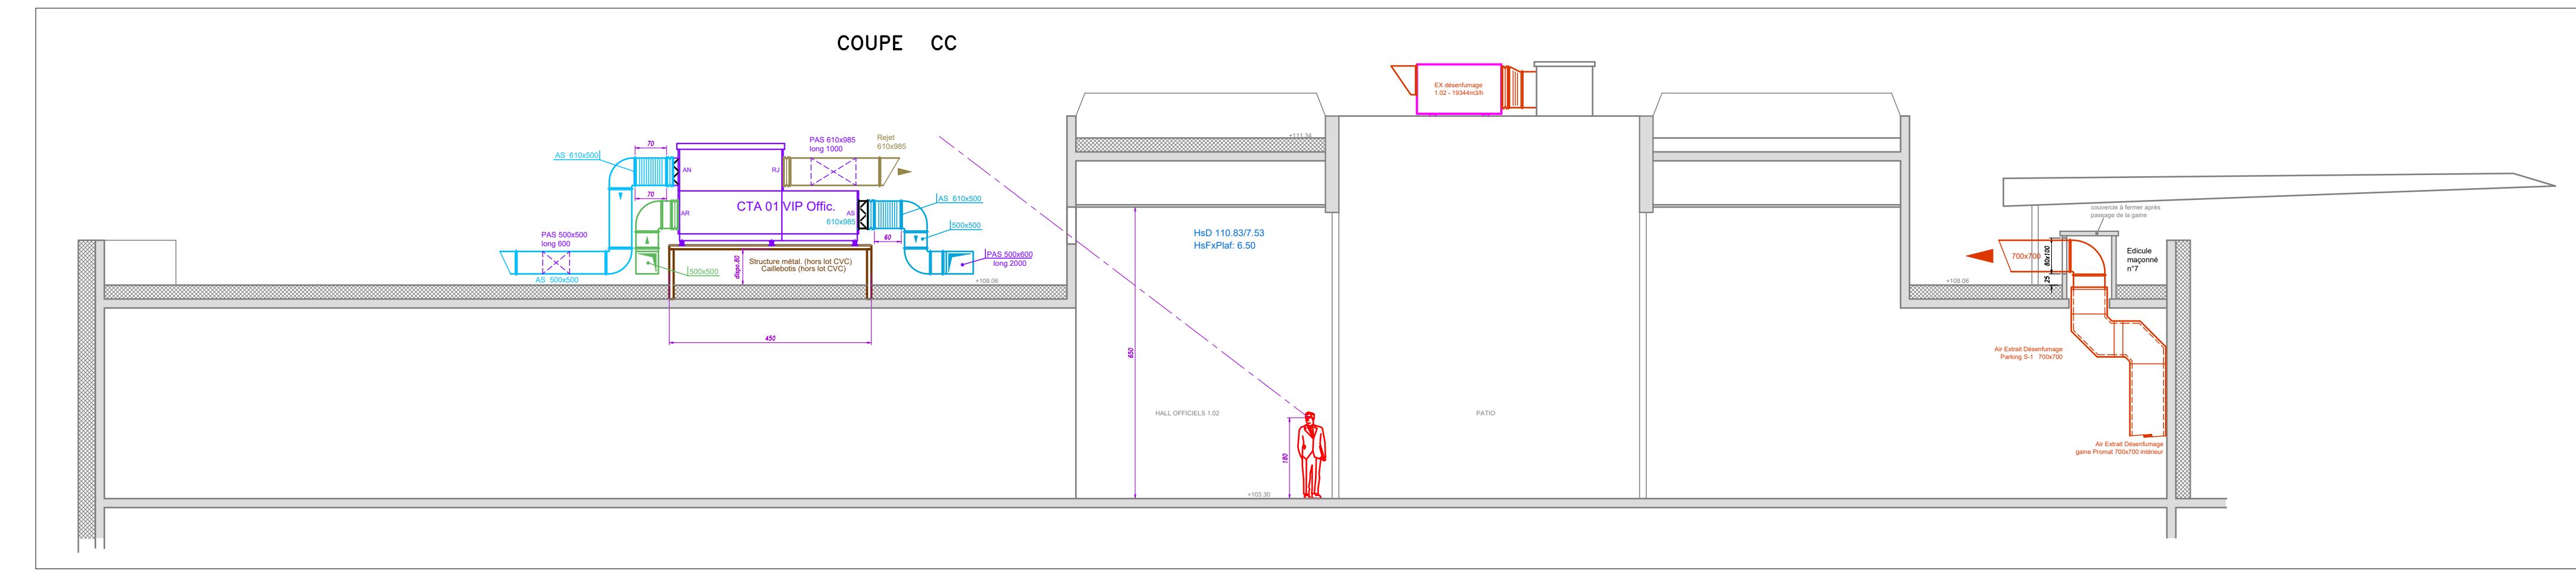 COUPE CC
EX désenfumage
1.02 - 19344m3/h
+111.34
70
PAS 610x985
long 1000
Rejet
610x985
AS 610x500
AN
RJ
70
AR
CTA 01 VIP Offic.
AS
610x985
AS 610x500
500x500
60
PAS 500x500
long 600
AS 500x500
500x500
dispo.80
Structure métal. (hors lot CVC)
Caillebotis (hors lot CVC)
PAS 500x600
long 2000
+108.06
450
HsD 110.83/7.53
HsFxPlaf: 6.50
650
HALL OFFICIELS 1.02
180
+103.30
PATIO
couvercle à fermer après
passage de la gaine
700x700
80x100
25
Edicule
maçonné
n°7
+108.06
Air Extrait Désenfumage
Parking S-1 700x700
Air Extrait Désenfumage
gaine Promat 700x700 intérieur